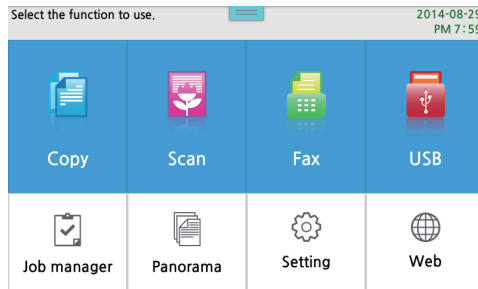 Select the function to use.
2014-08-29
PM 7:59
Copy
Scan
Fax
USB
Job manager
Panorama
Setting
Web